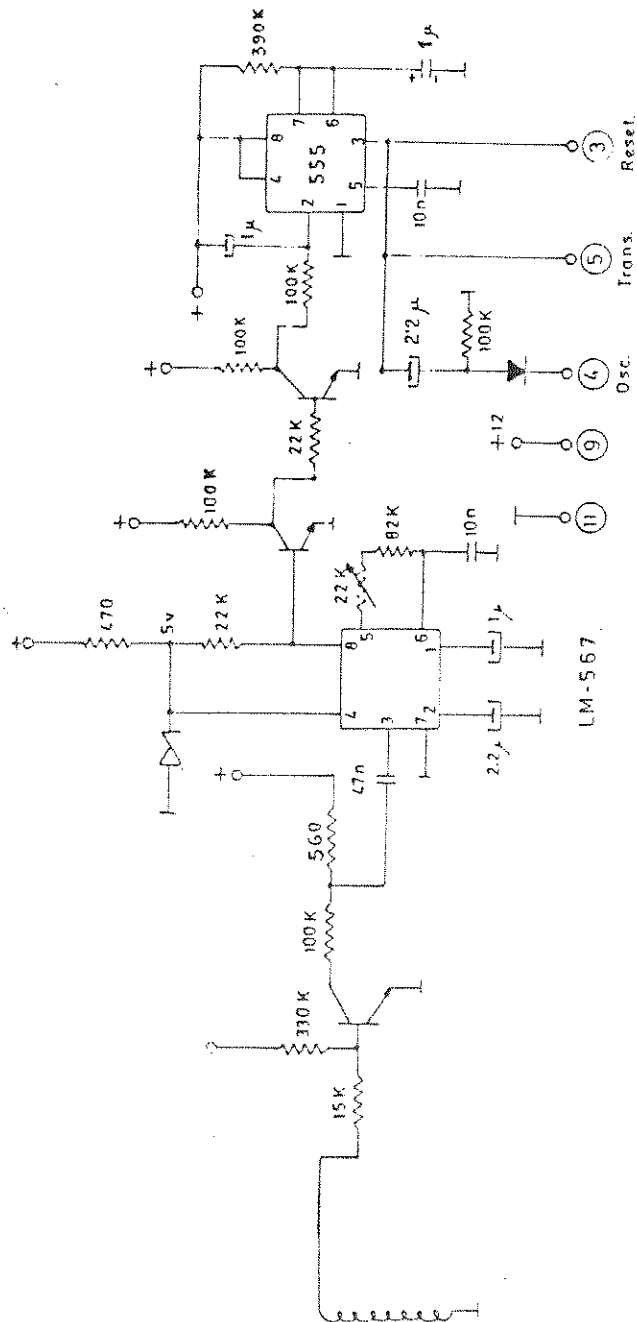 15K
330K
100K
560
+
47n
+
470
5v
22K
4
8
3
5
7
2
1
6
2.2µ
1µ
LM-567
22K
82K
10n
+
100K
22K
+
100K
100K
+
1µ
2
4
8
555
7
6
1
5
3
390K
+
-
1µ
10n
2'2 µ
100K
+12
11
9
4
5
3
Osc.
Trans.
Reset.